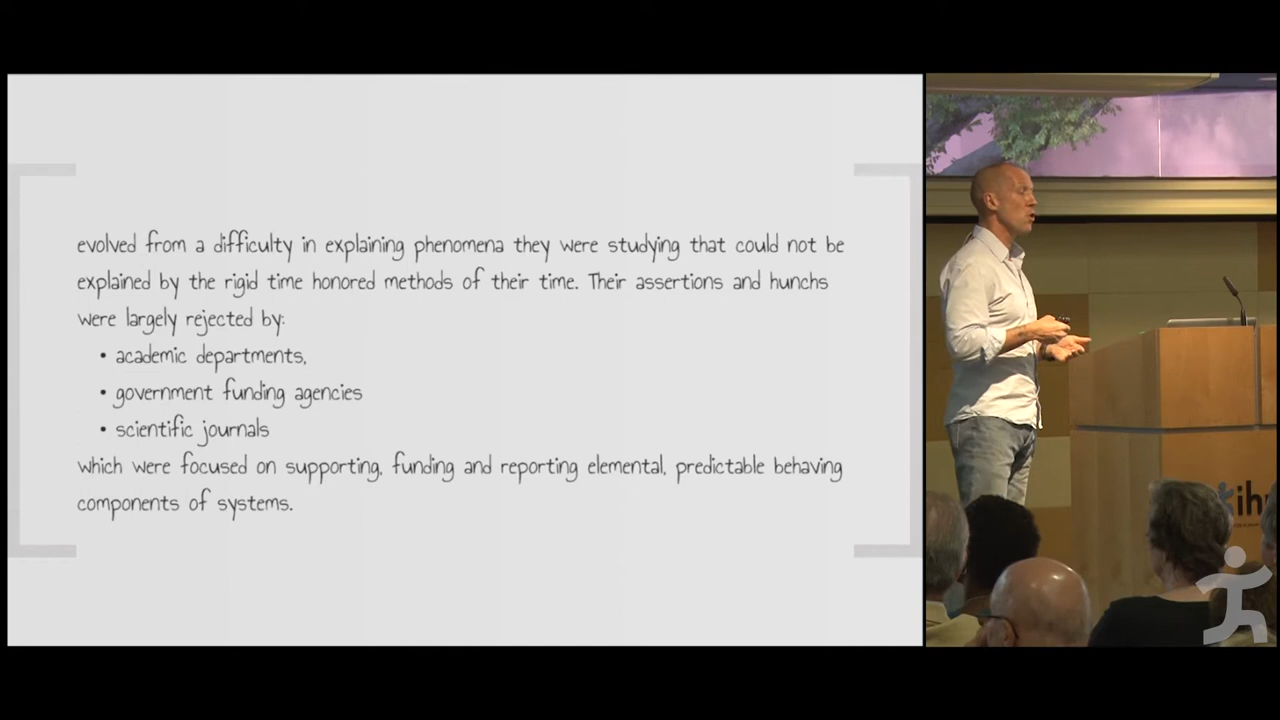 evolved from a difficulty in explaining phenomena they were studying that could not be
explained by the rigid time honored methods of their time. Their assertions and hunchs
were largely rejected by:
• academic departments,
• government funding agencies
• scientific journals
which were focused on supporting, funding and reporting elemental, predictable behaving
components of systems.